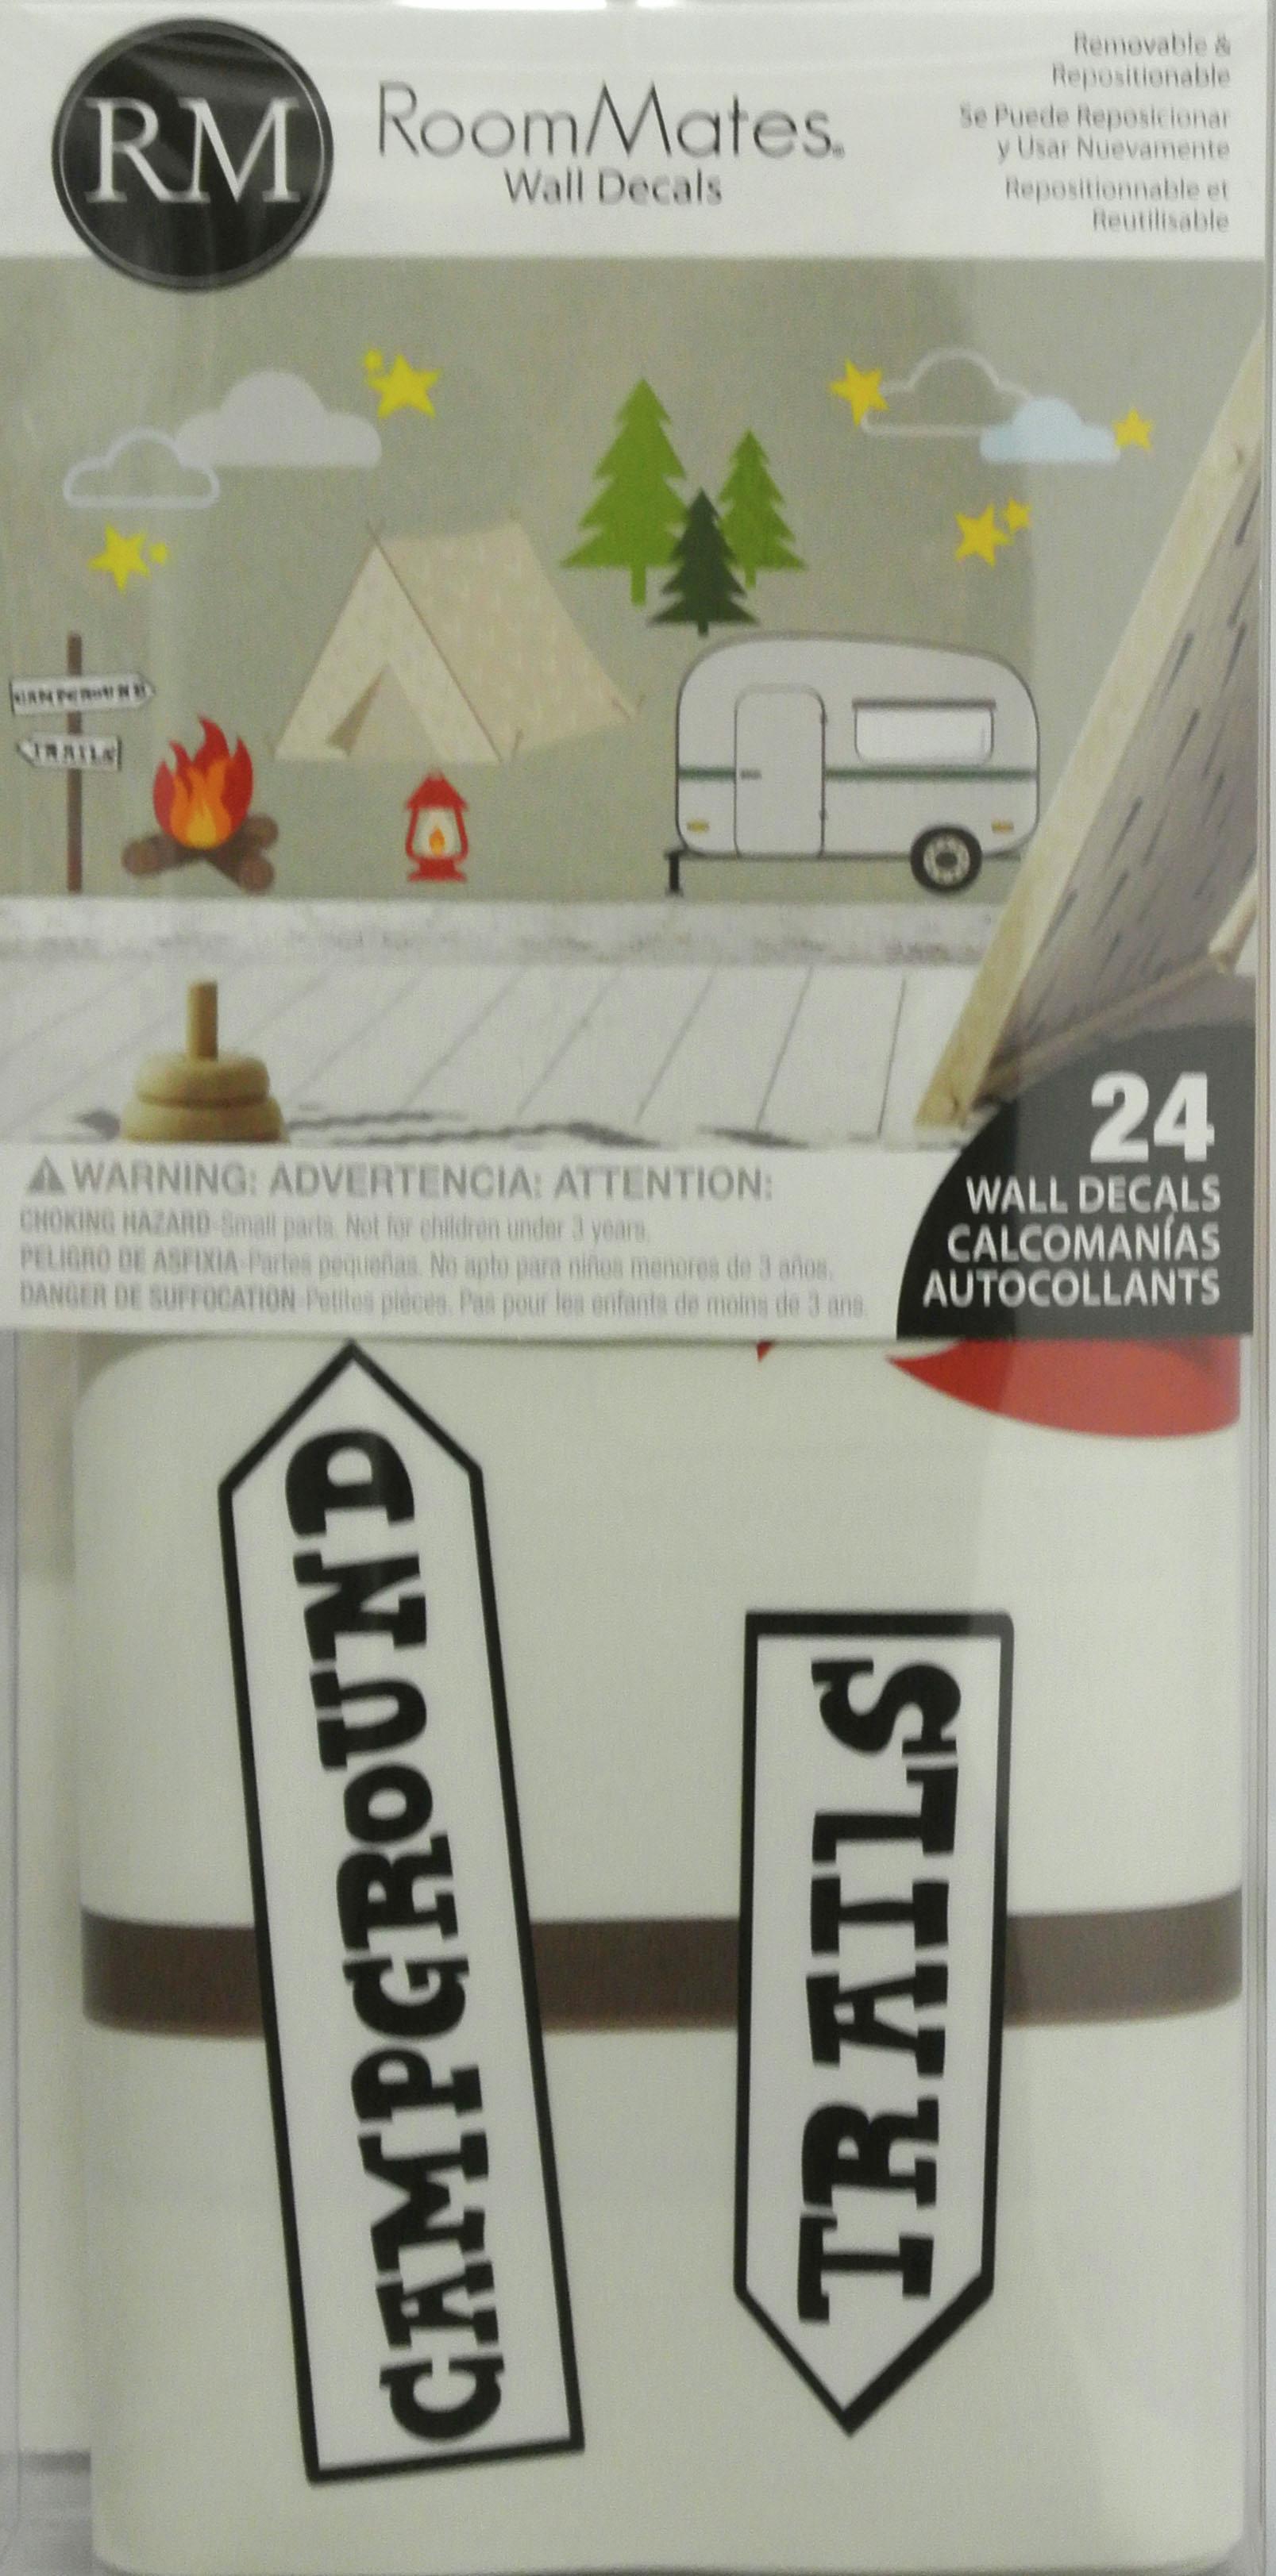 RM
RoomMates®
Wall Decals
Removable &
Repositionable
Se Puede Reposicionar
y Usar Nuevamente
Repositionnable et
Reutilisable
CAMPGROUND
TRAILS
24
WALL DECALS
CALCOMANÍAS
AUTOCOLLANTS
WARNING: ADVERTENCIA: ATTENTION:
CHOKING HAZARD-Small parts. Not for children under 3 years.
PELIGRO DE ASFIXIA-Partes pequeñas. No apto para niños menores de 3 años.
DANGER DE SUFFOCATION-Petites pièces. Pas pour les enfants de moins de 3 ans.
CAMPGROUND
TRAILS